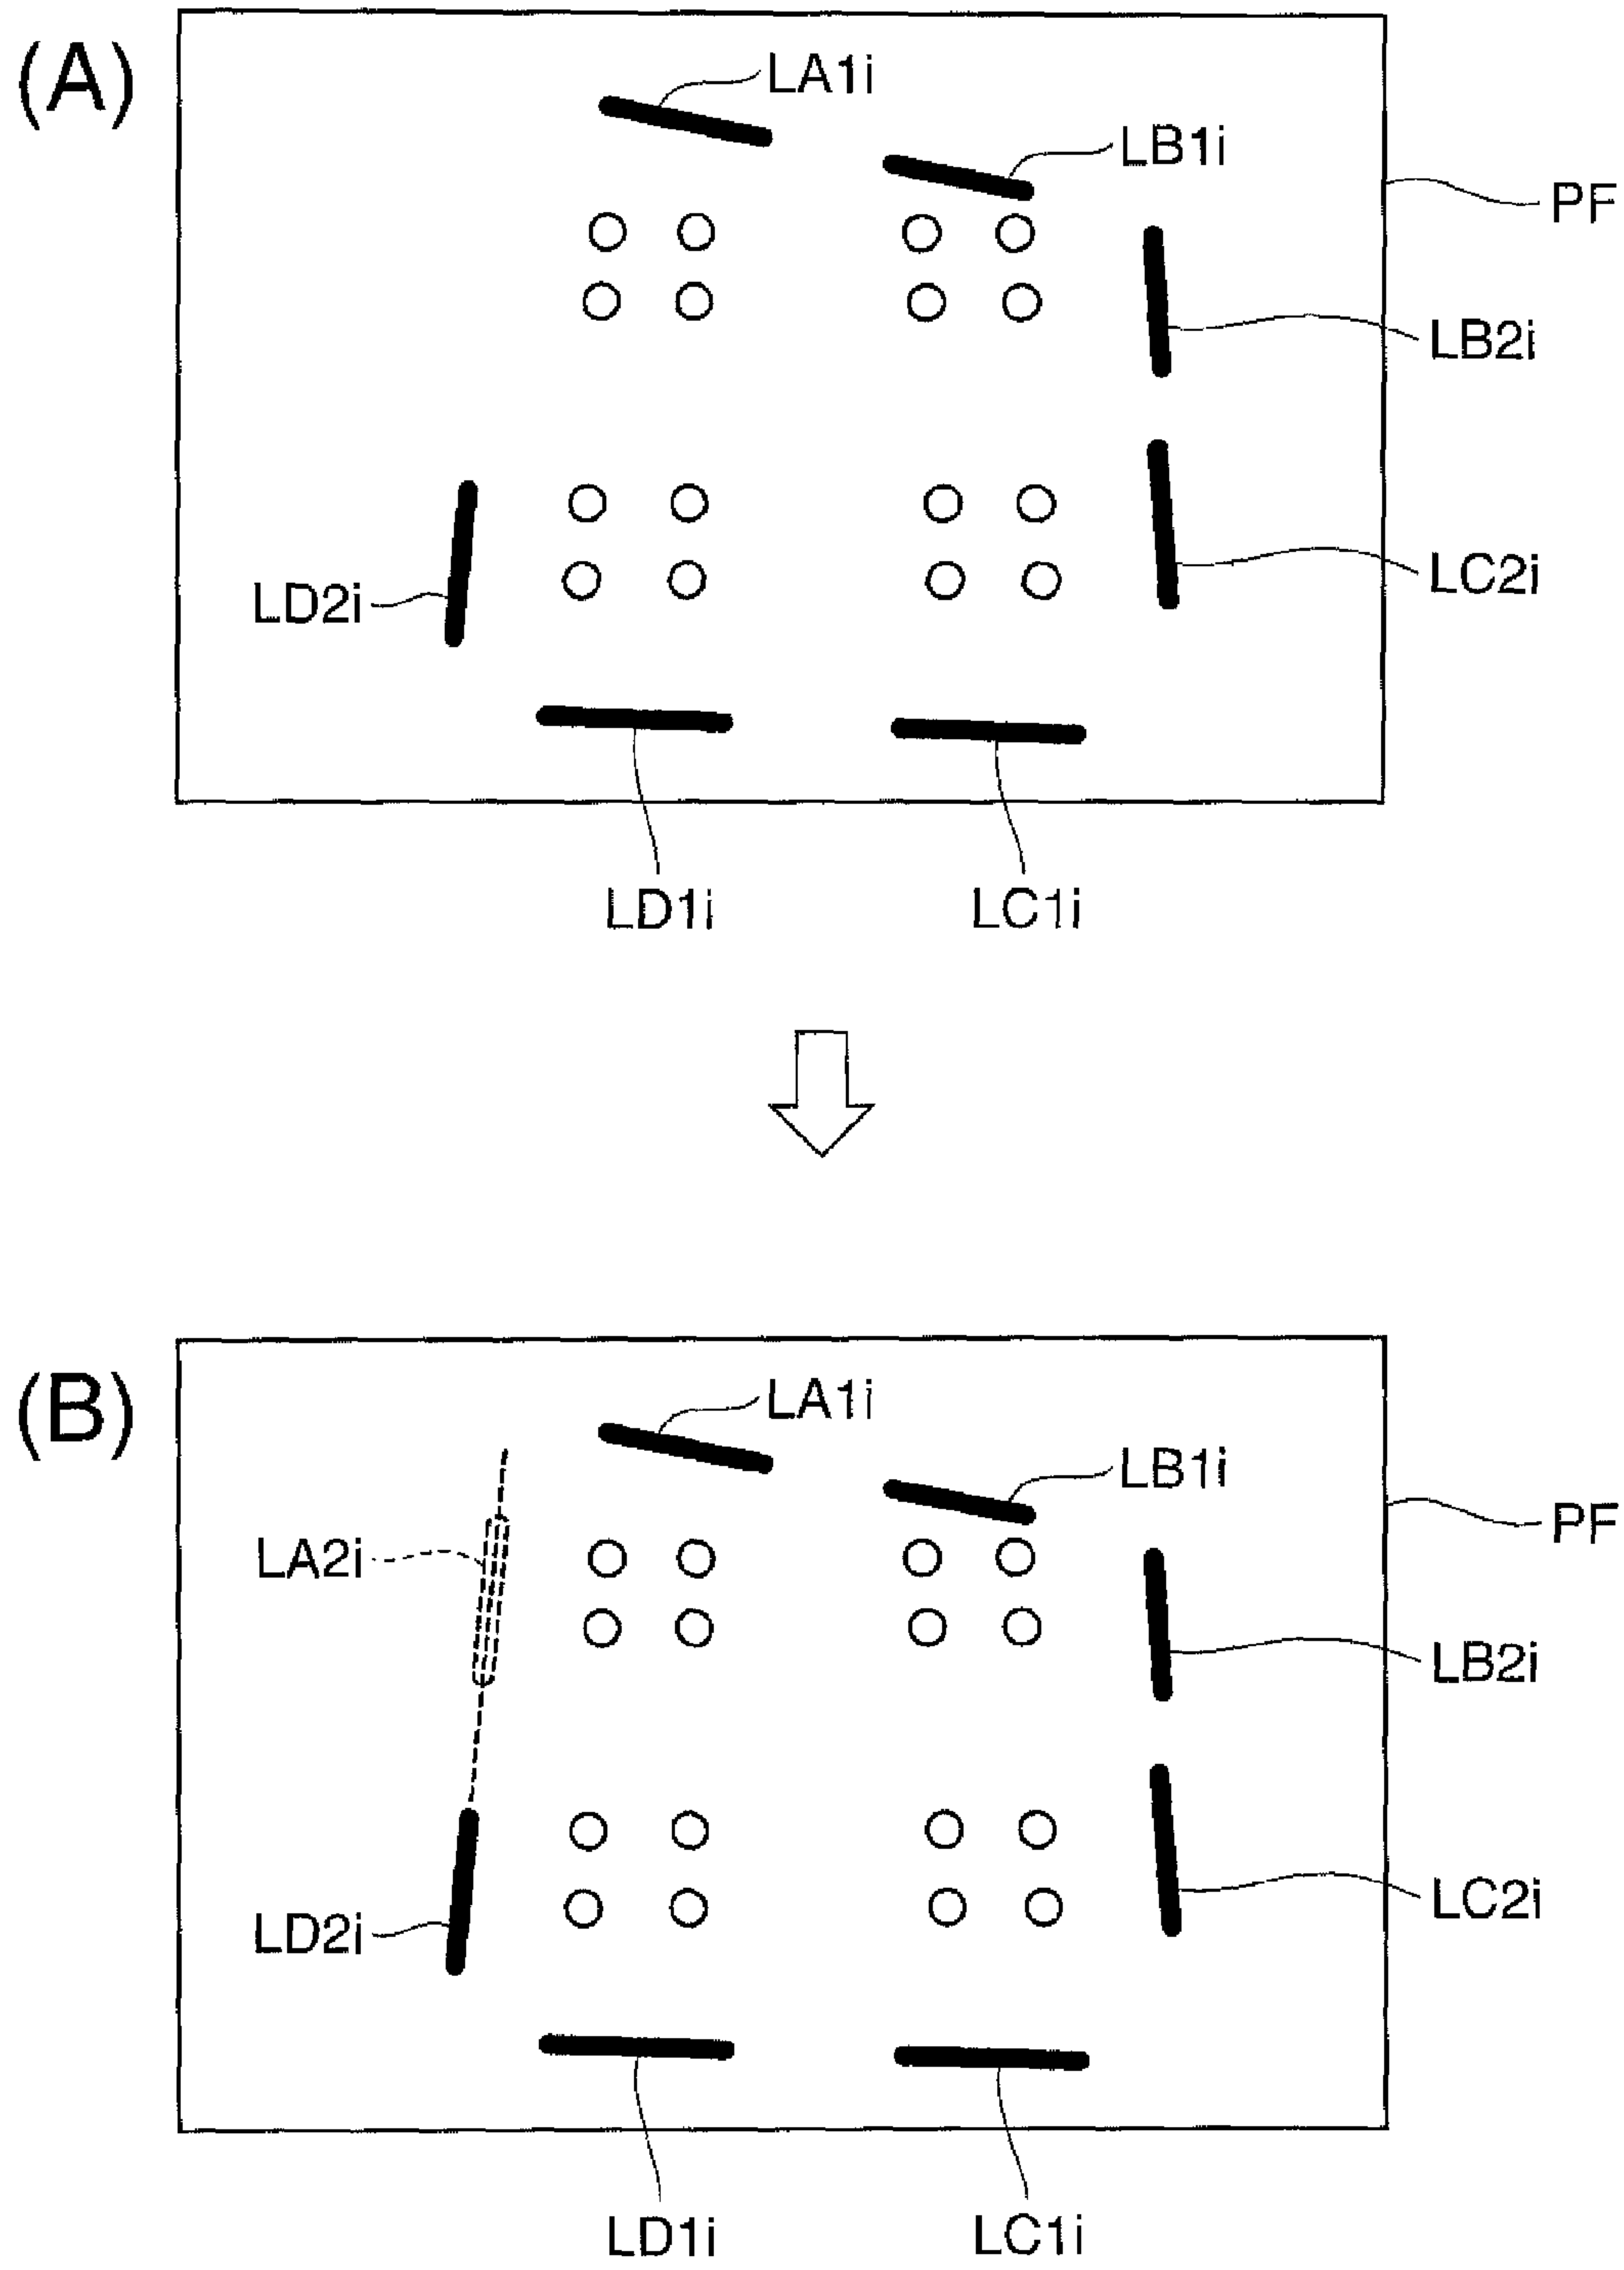 (A)
LA1i
LB1i
PF
LB2i
LC2i
LD2i
LD1i
LC1i
(B)
LA1i
LB1i
PF
LA2i
LB2i
LC2i
LD2i
LD1i
LC1i